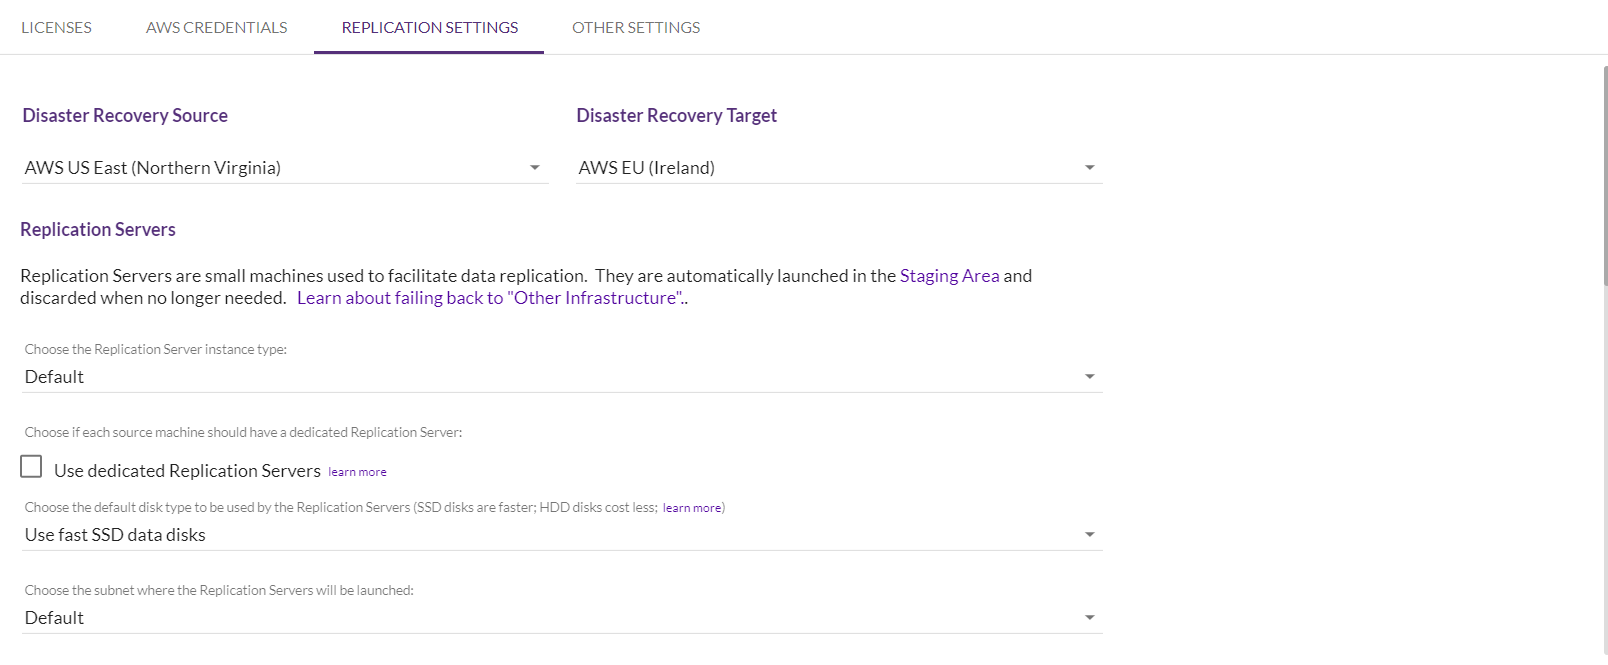 LICENSES AWS CREDENTIALS REPLICATION SETTINGS OTHER SETTINGS
Disaster Recovery Source
AWS US East (Northern Virginia)
Disaster Recovery Target
AWS EU (Ireland)
Replication Servers
Replication Servers are small machines used to facilitate data replication. They are automatically launched in the Staging Area and
discarded when no longer needed. Learn about failing back to "Other Infrastructure"..
Choose the Replication Server instance type:
Default
Choose if each source machine should have a dedicated Replication Server:
Use dedicated Replication Servers learn more
Choose the default disk type to be used by the Replication Servers (SSD disks are faster; HDD disks cost less; learn more)
Use fast SSD data disks
Choose the subnet where the Replication Servers will be launched:
Default